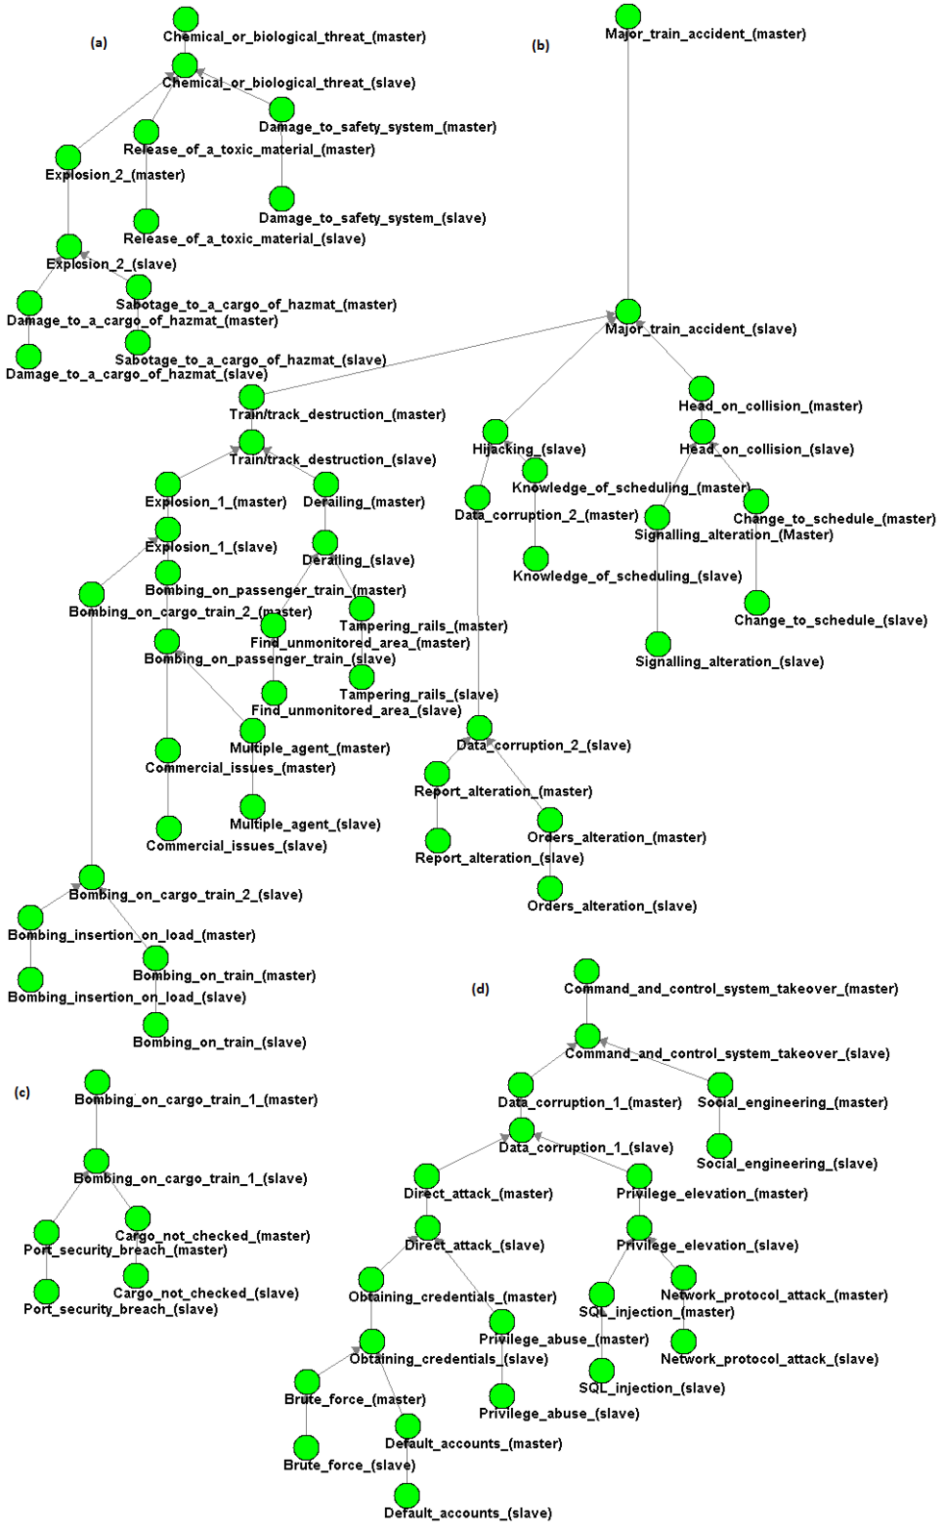 (a)
Chemical_or_biological_threat_(master)
Chemical_or_biological_threat_(slave)
Damage_to_safety_system_(master)
Release_of_a_toxic_material_(master)
Explosion_2_(master)
Damage_to_safety_system_(slave)
Release_of_a_toxic_material_(slave)
Explosion_2_(slave)
Sabotage_to_a_cargo_of_hazmat_(master)
Damage_to_a_cargo_of_hazmat_(master)
Sabotage_to_a_cargo_of_hazmat_(slave)
Damage_to_a_cargo_of_hazmat_(slave)
(b)
Major_train_accident_(master)
Major_train_accident_(slave)
Train/track_destruction_(master)
Train/track_destruction_(slave)
Hijacking_(slave)
Head_on_collision_(master)
Head_on_collision_(slave)
Explosion_1_(master)
Derailing_(master)
Knowledge_of_scheduling_(master)
Data_corruption_2_(master)
Change_to_schedule_(master)
Signalling_alteration_(Master)
Explosion_1_(slave)
Derailing_(slave)
Knowledge_of_scheduling_(slave)
Bombing_on_passenger_train_(master)
Bombing_on_cargo_train_2_(master)
Tampering_rails_(master)
Find_unmonitored_area_(master)
Change_to_schedule_(slave)
Bombing_on_passenger_train_(slave)
Signalling_alteration_(slave)
Tampering_rails_(slave)
Find_unmonitored_area_(slave)
Data_corruption_2_(slave)
Multiple_agent_(master)
Commercial_issues_(master)
Report_alteration_(master)
Multiple_agent_(slave)
Orders_alteration_(master)
Commercial_issues_(slave)
Report_alteration_(slave)
Bombing_on_cargo_train_2_(slave)
Orders_alteration_(slave)
Bombing_insertion_on_load_(master)
Bombing_on_train_(master)
Bombing_insertion_on_load_(slave)
Bombing_on_train_(slave)
(c)
Bombing_on_cargo_train_1_(master)
Bombing_on_cargo_train_1_(slave)
Cargo_not_checked_(master)
Port_security_breach_(master)
Cargo_not_checked_(slave)
Port_security_breach_(slave)
(d)
Command_and_control_system_takeover_(master)
Command_and_control_system_takeover_(slave)
Data_corruption_1_(master)
Social_engineering_(master)
Data_corruption_1_(slave)
Social_engineering_(slave)
Direct_attack_(master)
Privilege_elevation_(master)
Direct_attack_(slave)
Privilege_elevation_(slave)
Obtaining_credentials_(master)
Network_protocol_attack_(master)
SQL_injection_(master)
Privilege_abuse_(master)
Obtaining_credentials_(slave)
Network_protocol_attack_(slave)
SQL_injection_(slave)
Brute_force_(master)
Privilege_abuse_(slave)
Default_accounts_(master)
Brute_force_(slave)
Default_accounts_(slave)